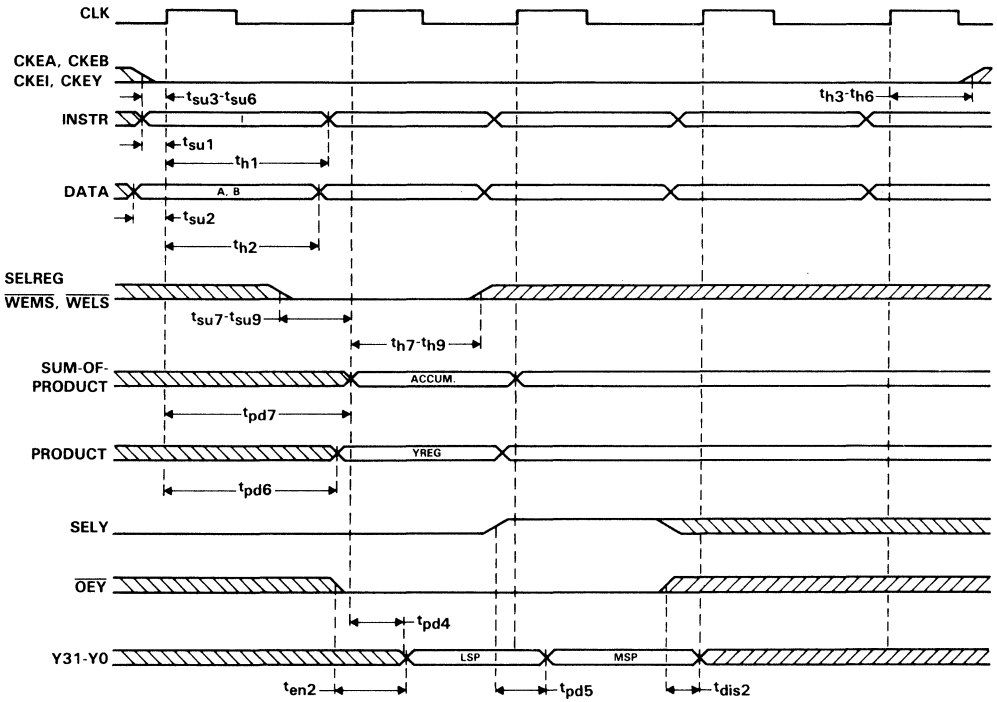 CLK
CKEA, CKEB
CKEI, CKEY
tsu3-tsu6
th3-th6
INSTR
I
tsu1
th1
DATA
A, B
tsu2
th2
SELREG
WEMS, WELS
tsu7-tsu9
th7-th9
SUM-OF-
PRODUCT
ACCUM.
tpd7
PRODUCT
YREG
tpd6
SELY
OEY
tpd4
Y31-Y0
LSP
MSP
ten2
tpd5
tdis2